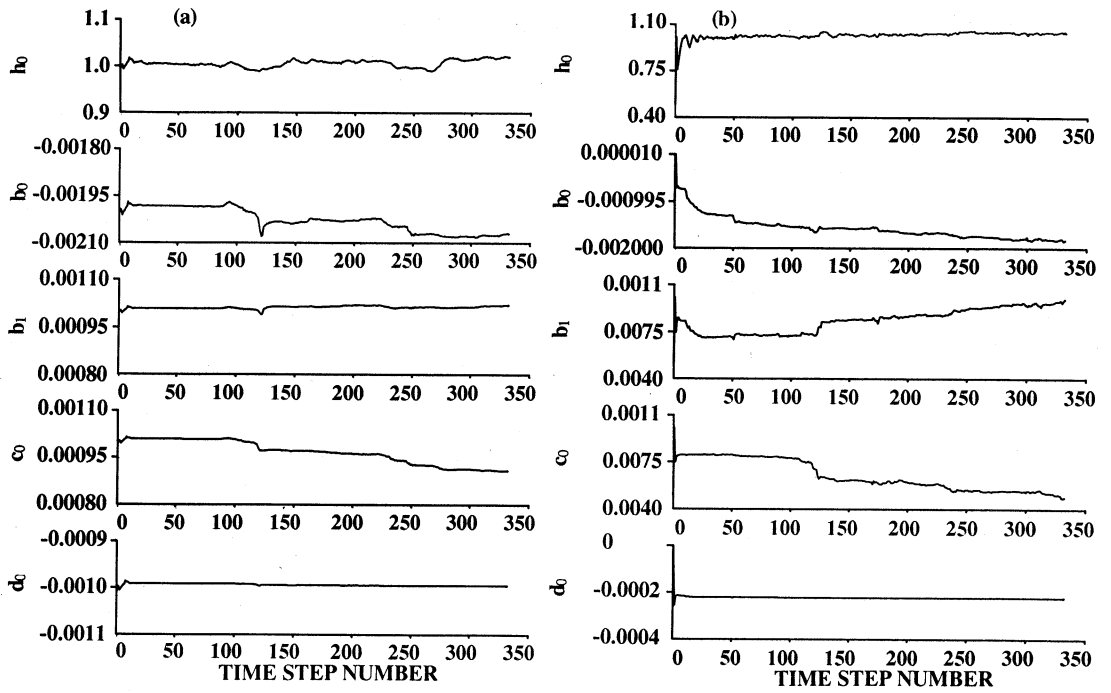 (a)
1.1
1.0
0.9
h0
0 50 100 150 200 250 300 350
-0.00180
-0.00195
-0.00210
b0
0 50 100 150 200 250 300 350
0.00110
0.00095
0.00080
b1
0 50 100 150 200 250 300 350
0.00110
0.00095
0.00080
c0
0 50 100 150 200 250 300 350
-0.0009
-0.0010
-0.0011
d0
0 50 100 150 200 250 300 350
TIME STEP NUMBER
(b)
1.10
0.75
0.40
h0
0 50 100 150 200 250 300 350
0.000010
-0.000995
-0.002000
b0
0 50 100 150 200 250 300 350
0.0011
0.0075
0.0040
b1
0 50 100 150 200 250 300 350
0.0011
0.0075
0.0040
c0
0 50 100 150 200 250 300 350
0
-0.0002
-0.0004
d0
0 50 100 150 200 250 300 350
TIME STEP NUMBER